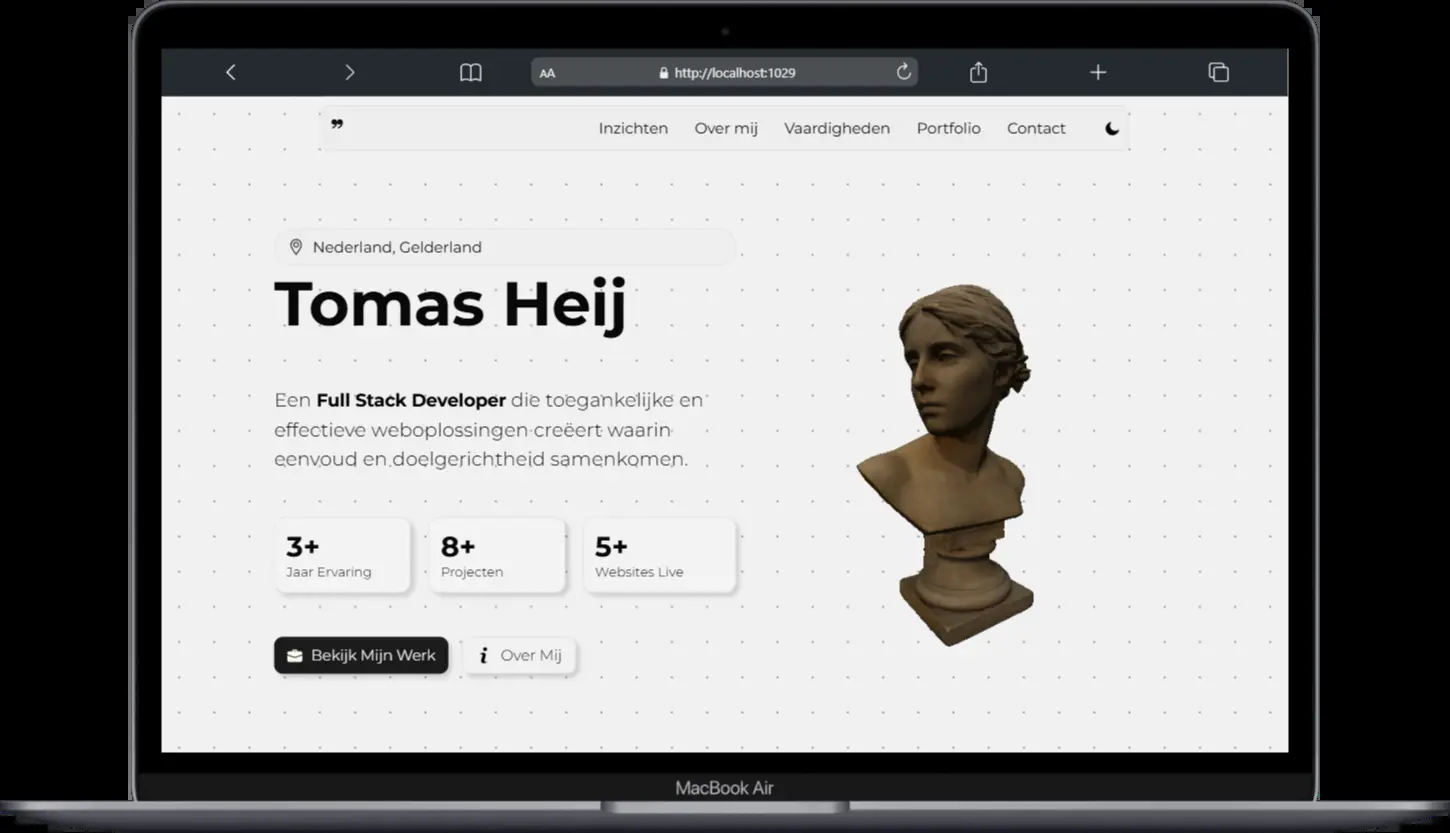 AA http://localhost:1029
❞ Inzichten Over mij Vaardigheden Portfolio Contact
Nederland, Gelderland
Tomas Heij
Een Full Stack Developer die toegankelijke en
effectieve weboplossingen creëert waarin
eenvoud en doelgerichtheid samenkomen.
3+ 8+ 5+
Jaar Ervaring Projecten Websites Live
Bekijk Mijn Werk i Over Mij
MacBook Air